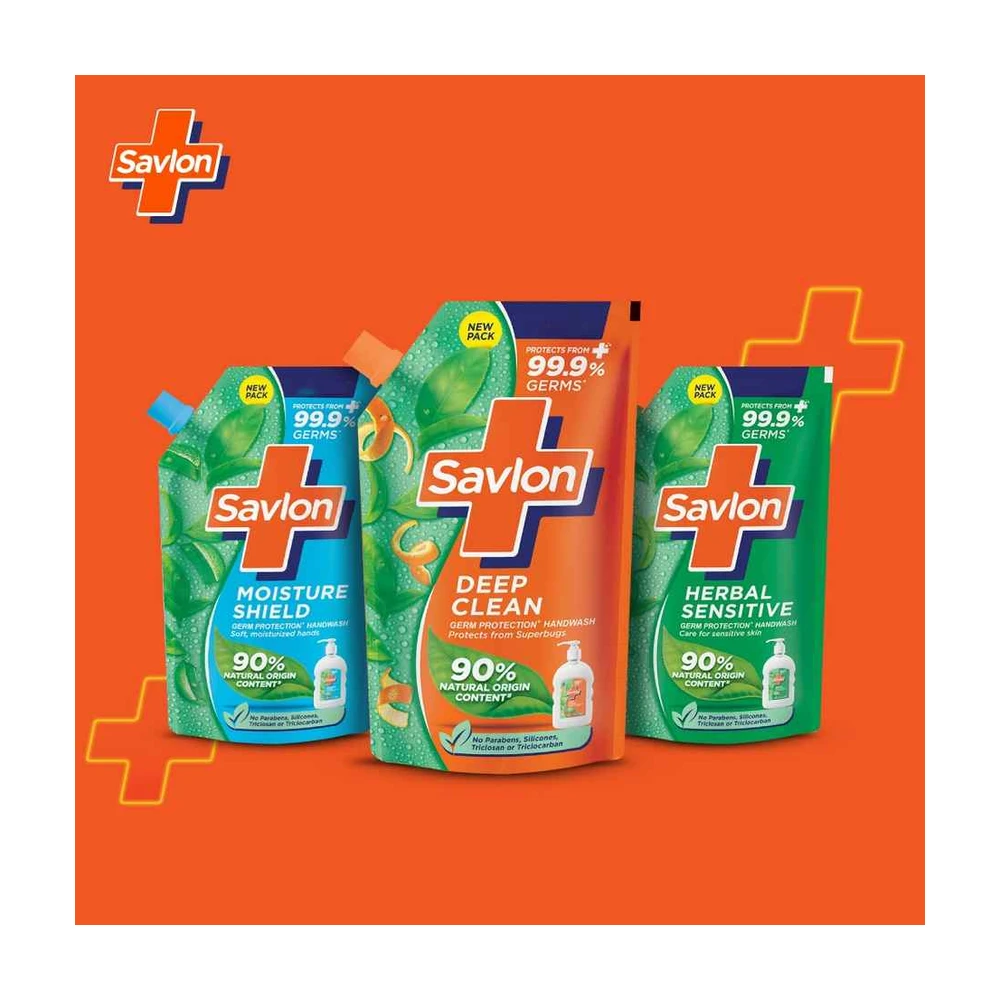 Savlon
NEW
PACK
PROTECTS FROM
99.9%
GERMS*
Savlon
MOISTURE
SHIELD
GERM PROTECTION* HANDWASH
Soft, moisturized hands
90%
NATURAL ORIGIN
CONTENT#
No Parabens, Silicones,
Triclosan or Triclocarban
NEW
PACK
PROTECTS FROM
99.9%
GERMS*
Savlon
DEEP
CLEAN
GERM PROTECTION* HANDWASH
Protects from Superbugs
90%
NATURAL ORIGIN
CONTENT#
No Parabens, Silicones,
Triclosan or Triclocarban
NEW
PACK
PROTECTS FROM
99.9%
GERMS*
Savlon
HERBAL
SENSITIVE
GERM PROTECTION* HANDWASH
Care for sensitive skin
90%
NATURAL ORIGIN
CONTENT#
No Parabens, Silicones,
Triclosan or Triclocarban